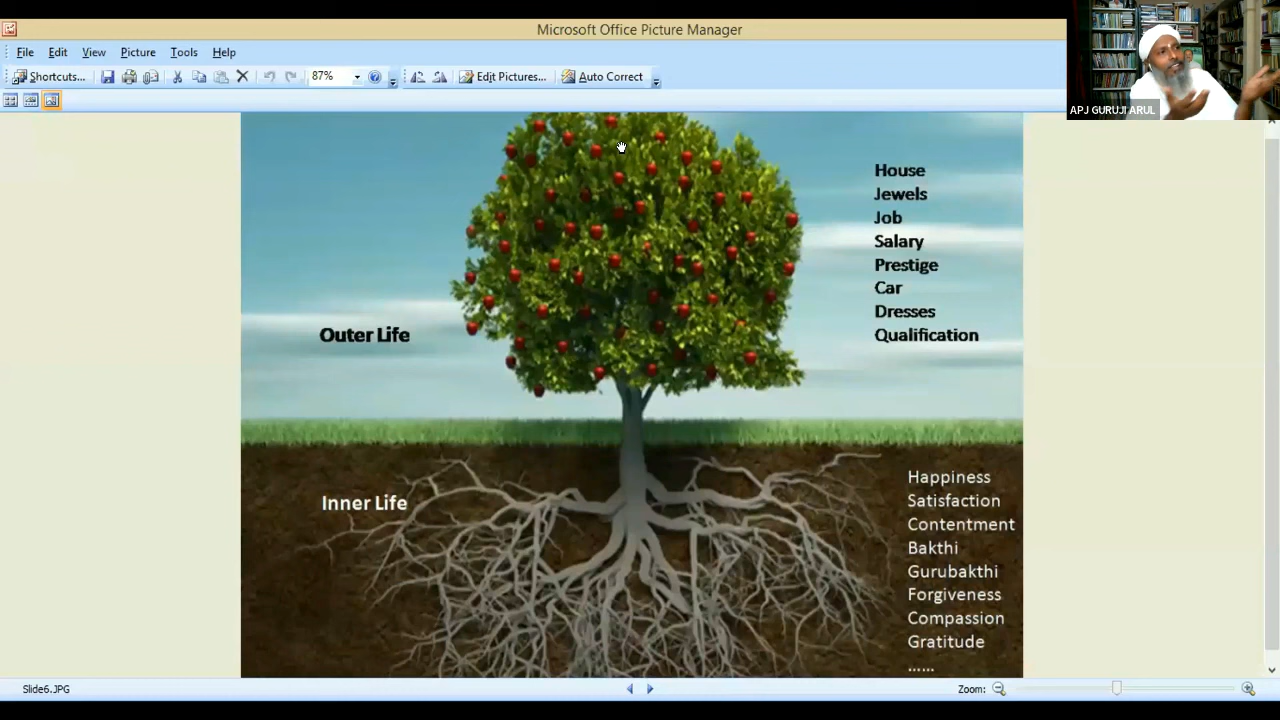 Microsoft Office Picture Manager
File Edit View Picture Tools Help
Shortcuts... 87% Edit Pictures... Auto Correct
APJ GURUJI ARUL
House
Jewels
Job
Salary
Prestige
Car
Dresses
Qualification
Outer Life
Inner Life
Happiness
Satisfaction
Contentment
Bakthi
Gurubakthi
Forgiveness
Compassion
Gratitude
......
Slide6.JPG
Zoom: